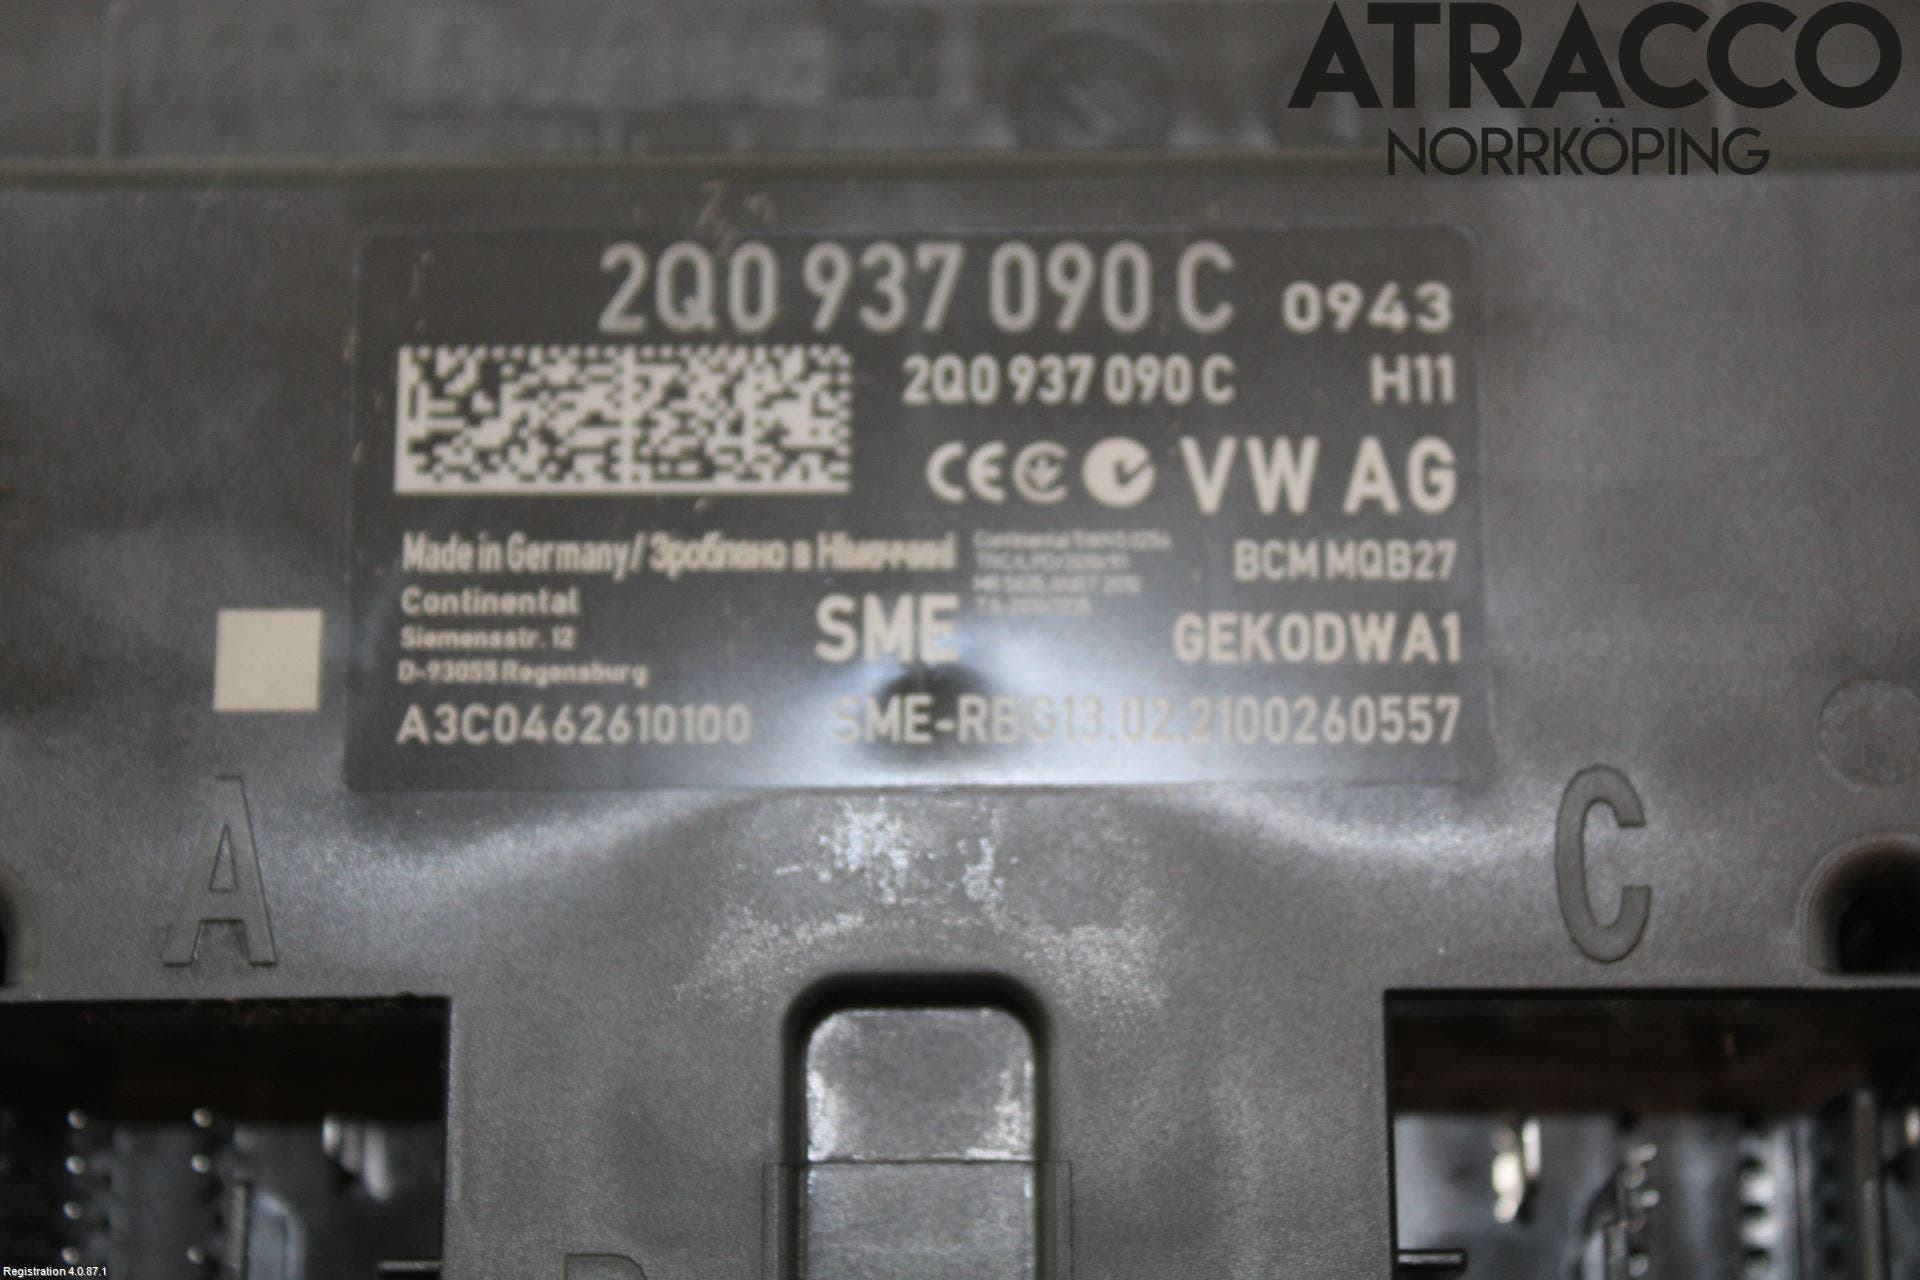 ATRACCO
NORRKÖPING
2Q0 937 090 C 0943
2Q0 937 090 C H11
CE VW AG
Made in Germany/ Зроблено в Німеччині
BCM MQB27
Continental
Siemensstr. 12
D-93055 Regensburg
SME
GEKODWA1
A3C0462610100 SME-RBG13.02.2100260557
A
C
Registration 4.0.87.1